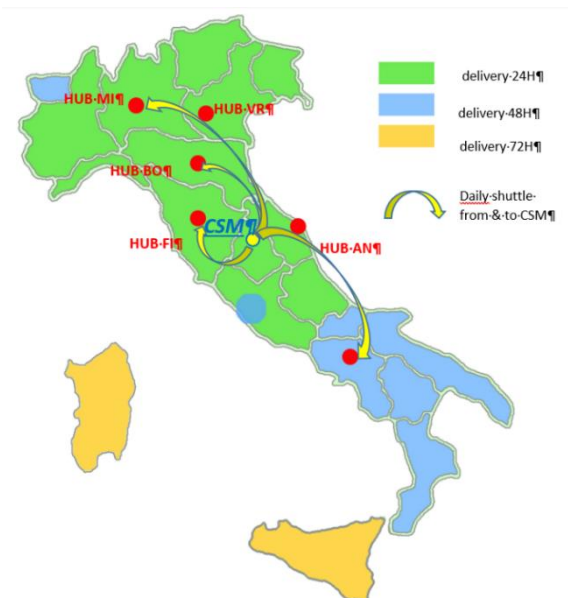 delivery·24H¶
HUB·MI¶
HUB·VR¶
delivery·48H¶
delivery·72H¶
HUB·BO¶
Daily·shuttle·
from·&·to·CSM¶
CSM¶
HUB·FI¶
HUB·AN¶